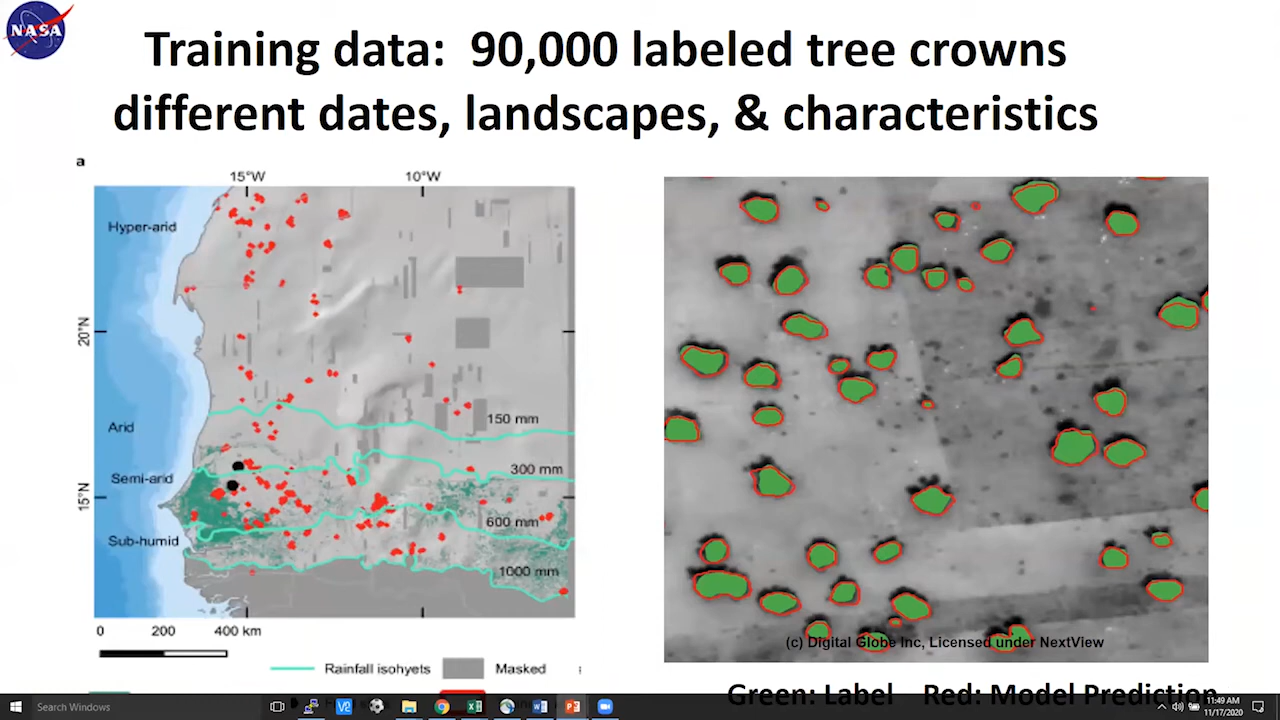 NASA
Training data: 90,000 labeled tree crowns
different dates, landscapes, & characteristics
a
15°W
10°W
Hyper-arid
20°N
150 mm
Arid
300 mm
Semi-arid
15°N
600 mm
Sub-humid
1000 mm
0 200 400 km
Rainfall isohyets
Masked
(c) Digital Globe Inc, Licensed under NextView
Green: Label Red: Model Prediction
Search Windows
11:49 AM
11/17/2020